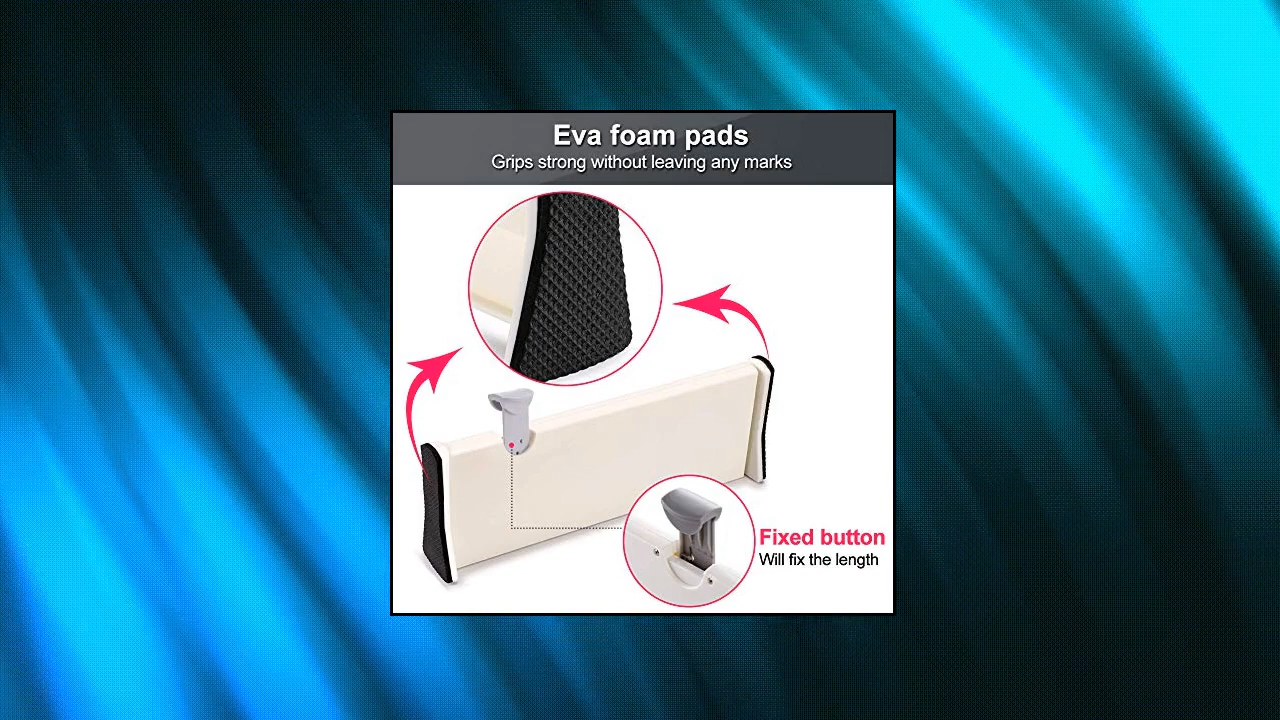 Eva foam pads
Grips strong without leaving any marks
Fixed button
Will fix the length